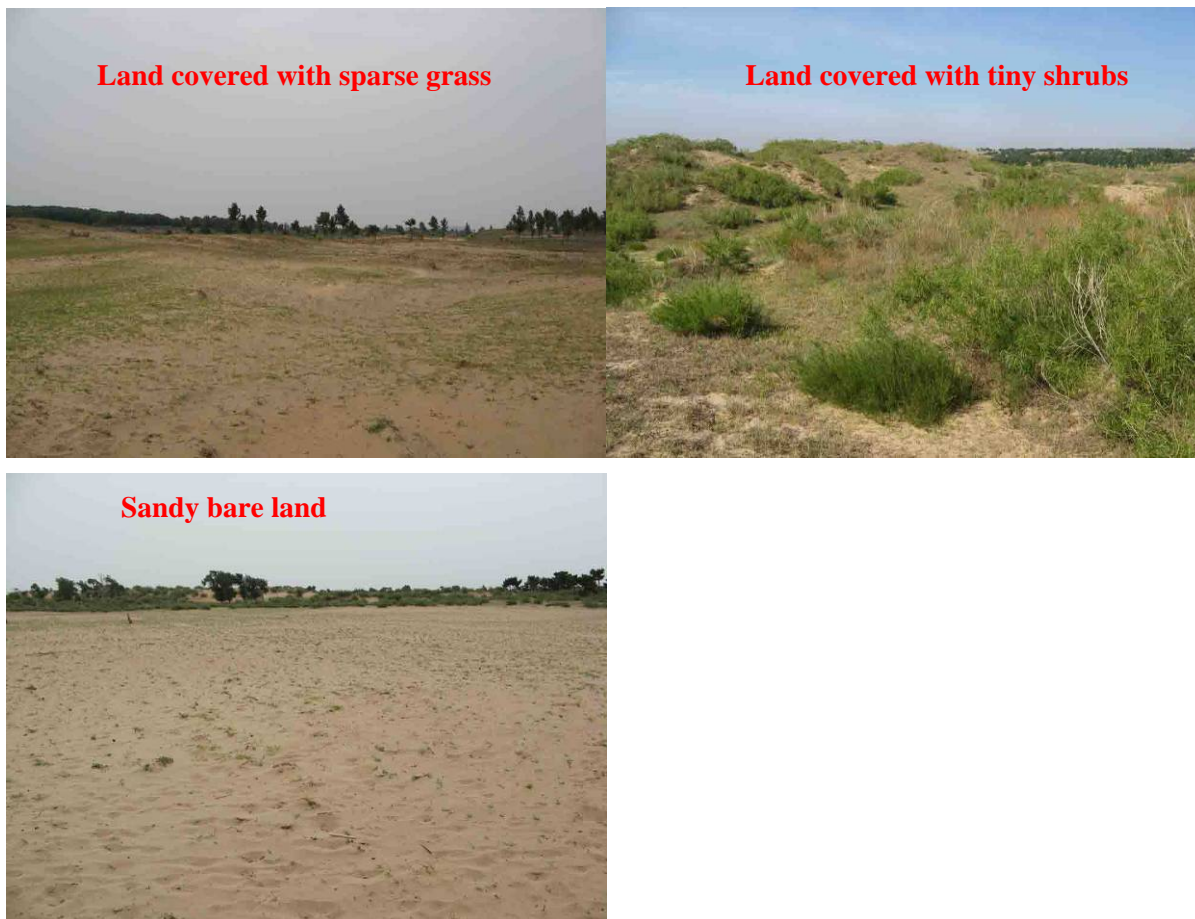 Land covered with sparse grass
Land covered with tiny shrubs
Sandy bare land